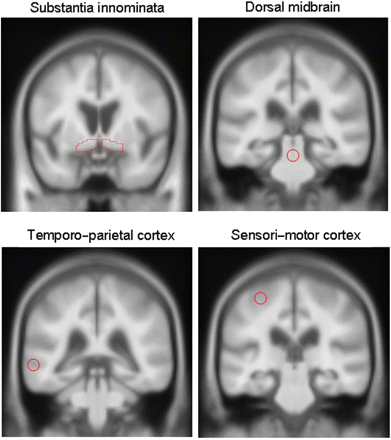 Substantia innominata
Dorsal midbrain
Temporo–parietal cortex
Sensori–motor cortex